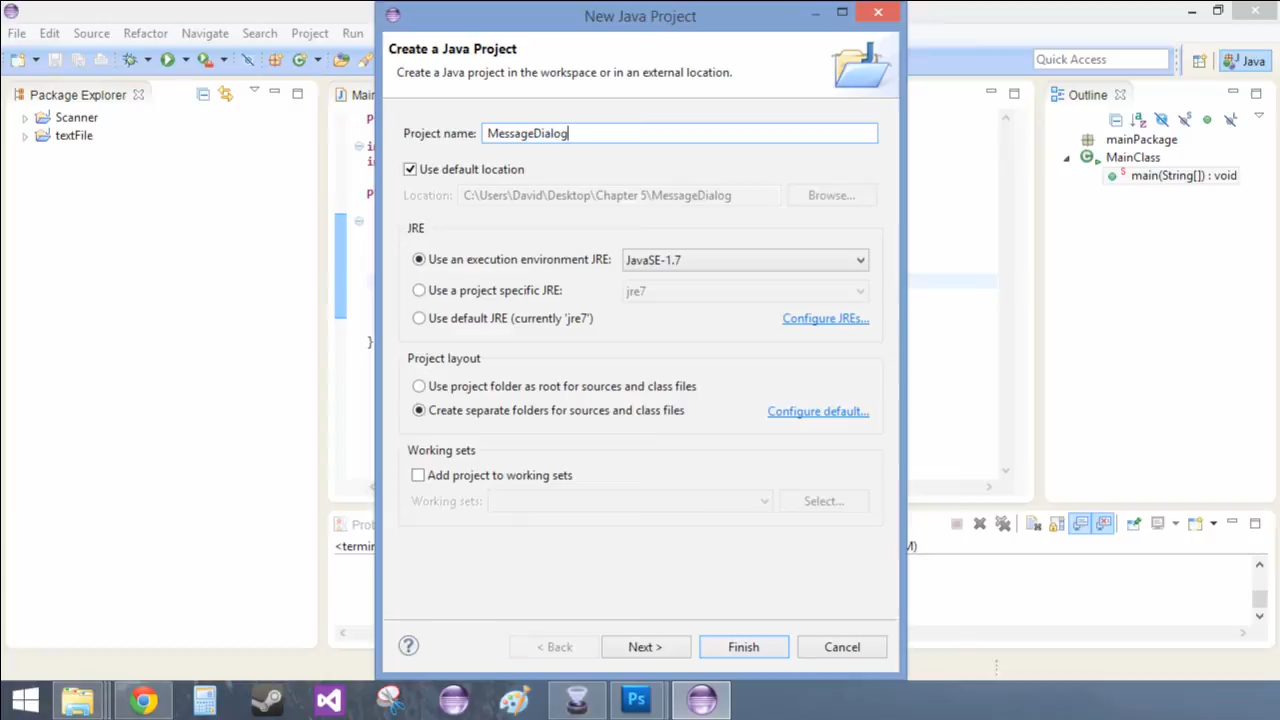 New Java Project
File Edit Source Refactor Navigate Search Project Run
Create a Java Project
Create a Java project in the workspace or in an external location.
Quick Access
Java
Package Explorer
Mai
Outline
Scanner
textFile
mainPackage
MainClass
main(String[]) : void
Project name: MessageDialog
Use default location
Location: C:\Users\David\Desktop\Chapter 5\MessageDialog Browse...
JRE
Use an execution environment JRE: JavaSE-1.7
Use a project specific JRE: jre7
Use default JRE (currently 'jre7') Configure JREs...
Project layout
Use project folder as root for sources and class files
Create separate folders for sources and class files Configure default...
Working sets
Add project to working sets
Working sets: Select...
Prob
<termin
M)
< Back Next > Finish Cancel
Ps